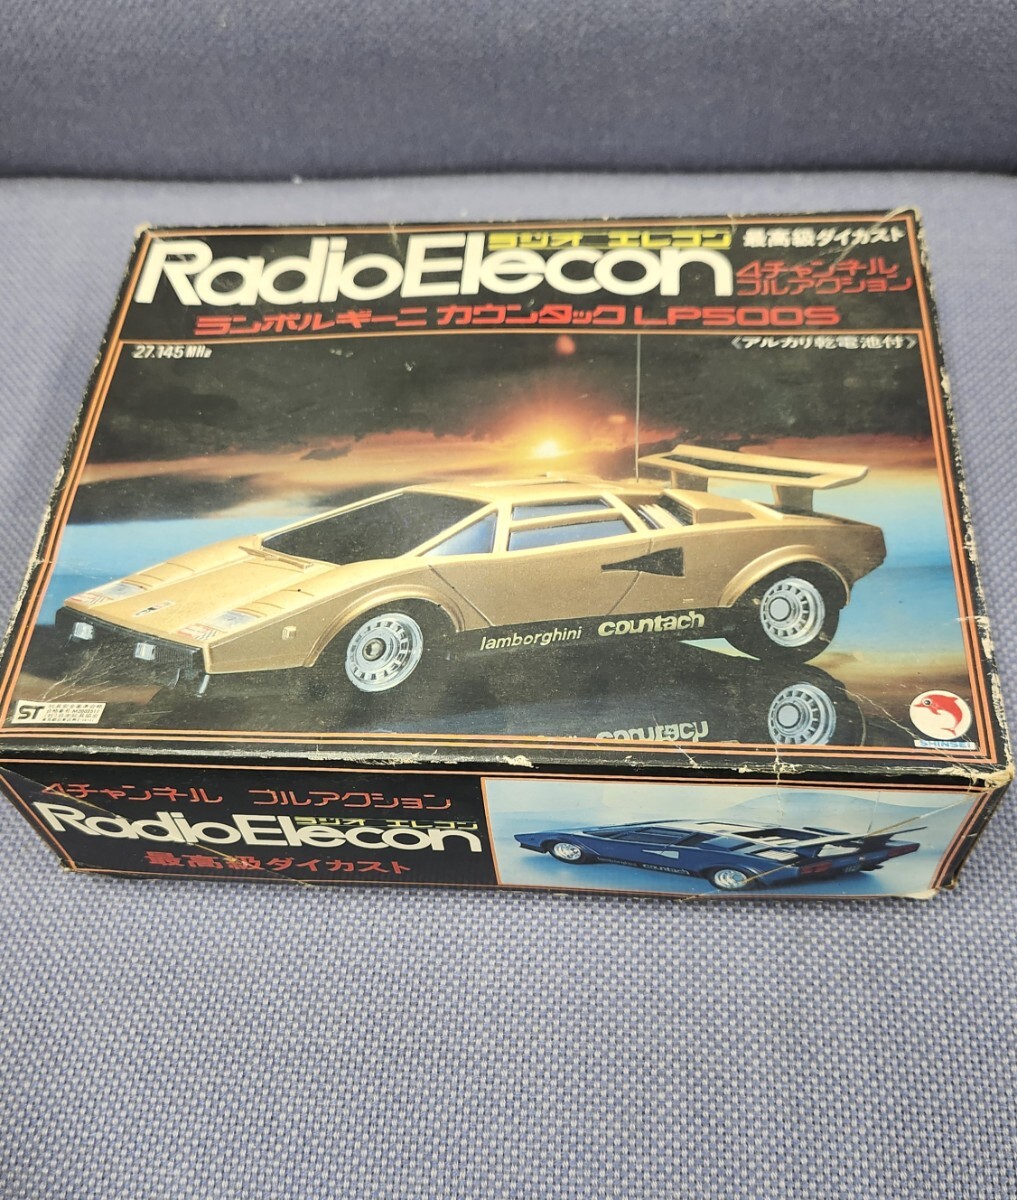 ラジオ エレコン
RadioElecon
最高級ダイカスト
4チャンネル
フルアクション
ランボルギーニ カウンタック LP500S
27.145 MHz
《アルカリ乾電池付》
lamborghini countach
ST
SHINSEI
4チャンネル フルアクション
ラジオ エレコン
RadioElecon
最高級ダイカスト
countach